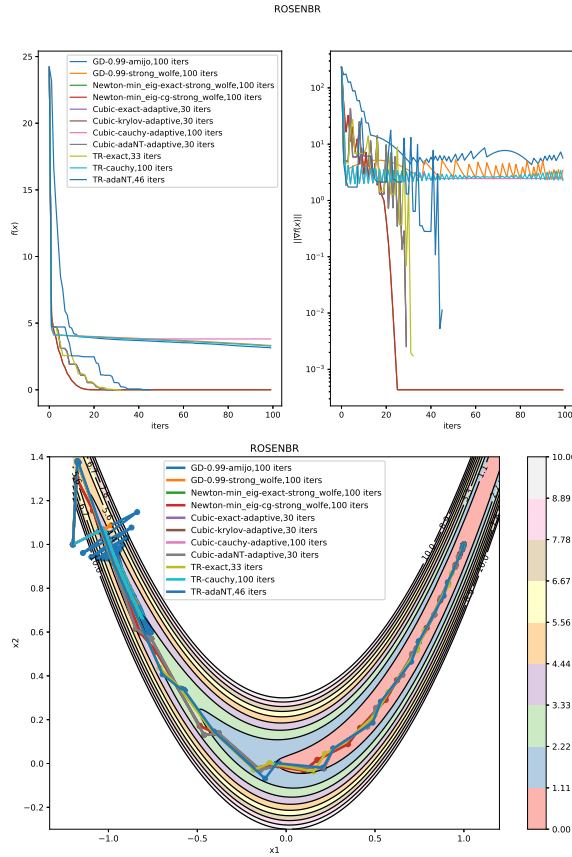 ROSENBR
25
20
15
10
5
0
f(x)
0
20
40
60
80
100
iters
GD-0.99-amijo,100 iters
GD-0.99-strong_wolfe,100 iters
Newton-min_eig-exact-strong_wolfe,100 iters
Newton-min_eig-cg-strong_wolfe,100 iters
Cubic-exact-adaptive,30 iters
Cubic-krylov-adaptive,30 iters
Cubic-cauchy-adaptive,100 iters
Cubic-adaNT-adaptive,30 iters
TR-exact,33 iters
TR-cauchy,100 iters
TR-adaNT,46 iters
10²
10¹
10⁰
10⁻¹
10⁻²
10⁻³
||∇f(x)||
0
20
40
60
80
100
iters
ROSENBR
1.4
1.2
1.0
0.8
0.6
0.4
0.2
0.0
−0.2
x2
−1.0
−0.5
0.0
0.5
1.0
x1
GD-0.99-amijo,100 iters
GD-0.99-strong_wolfe,100 iters
Newton-min_eig-exact-strong_wolfe,100 iters
Newton-min_eig-cg-strong_wolfe,100 iters
Cubic-exact-adaptive,30 iters
Cubic-krylov-adaptive,30 iters
Cubic-cauchy-adaptive,100 iters
Cubic-adaNT-adaptive,30 iters
TR-exact,33 iters
TR-cauchy,100 iters
TR-adaNT,46 iters
10.00
8.89
7.78
6.67
5.56
4.44
3.33
2.22
1.11
0.00